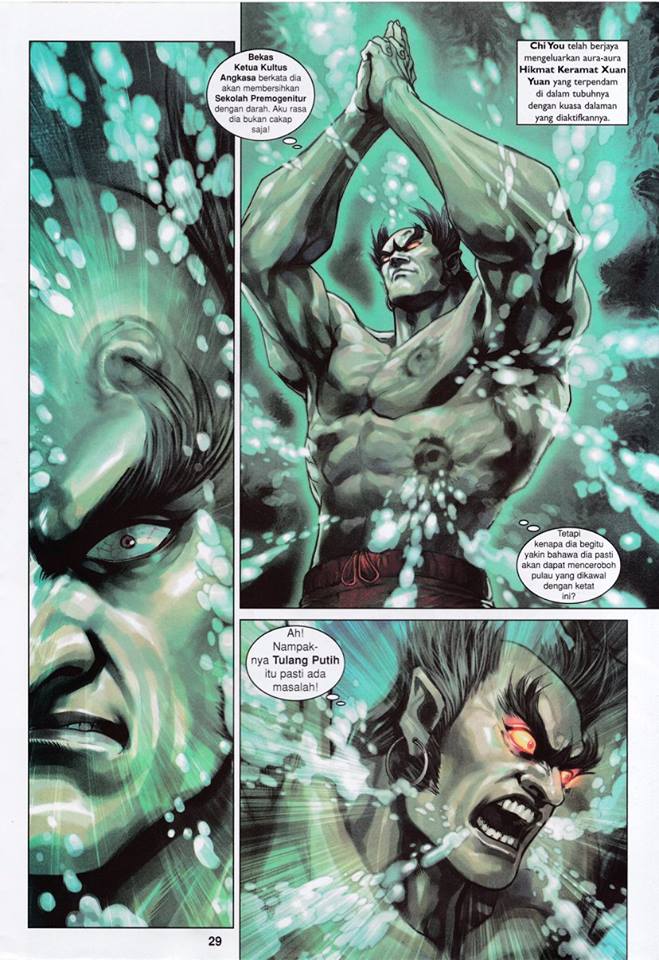 Bekas
Ketua Kultus
Angkasa berkata dia
akan membersihkan
Sekolah Premogenitur
dengan darah. Aku rasa
dia bukan cakap
saja!
Chi You telah berjaya
mengeluarkan aura-aura
Hikmat Keramat Xuan
Yuan yang terpendam
di dalam tubuhnya
dengan kuasa dalaman
yang diaktifkannya.
Tetapi
kenapa dia begitu
yakin bahawa dia pasti
akan dapat menceroboh
pulau yang dikawal
dengan ketat
ini?
Ah!
Nampak-
nya Tulang Putih
itu pasti ada
masalah!
29